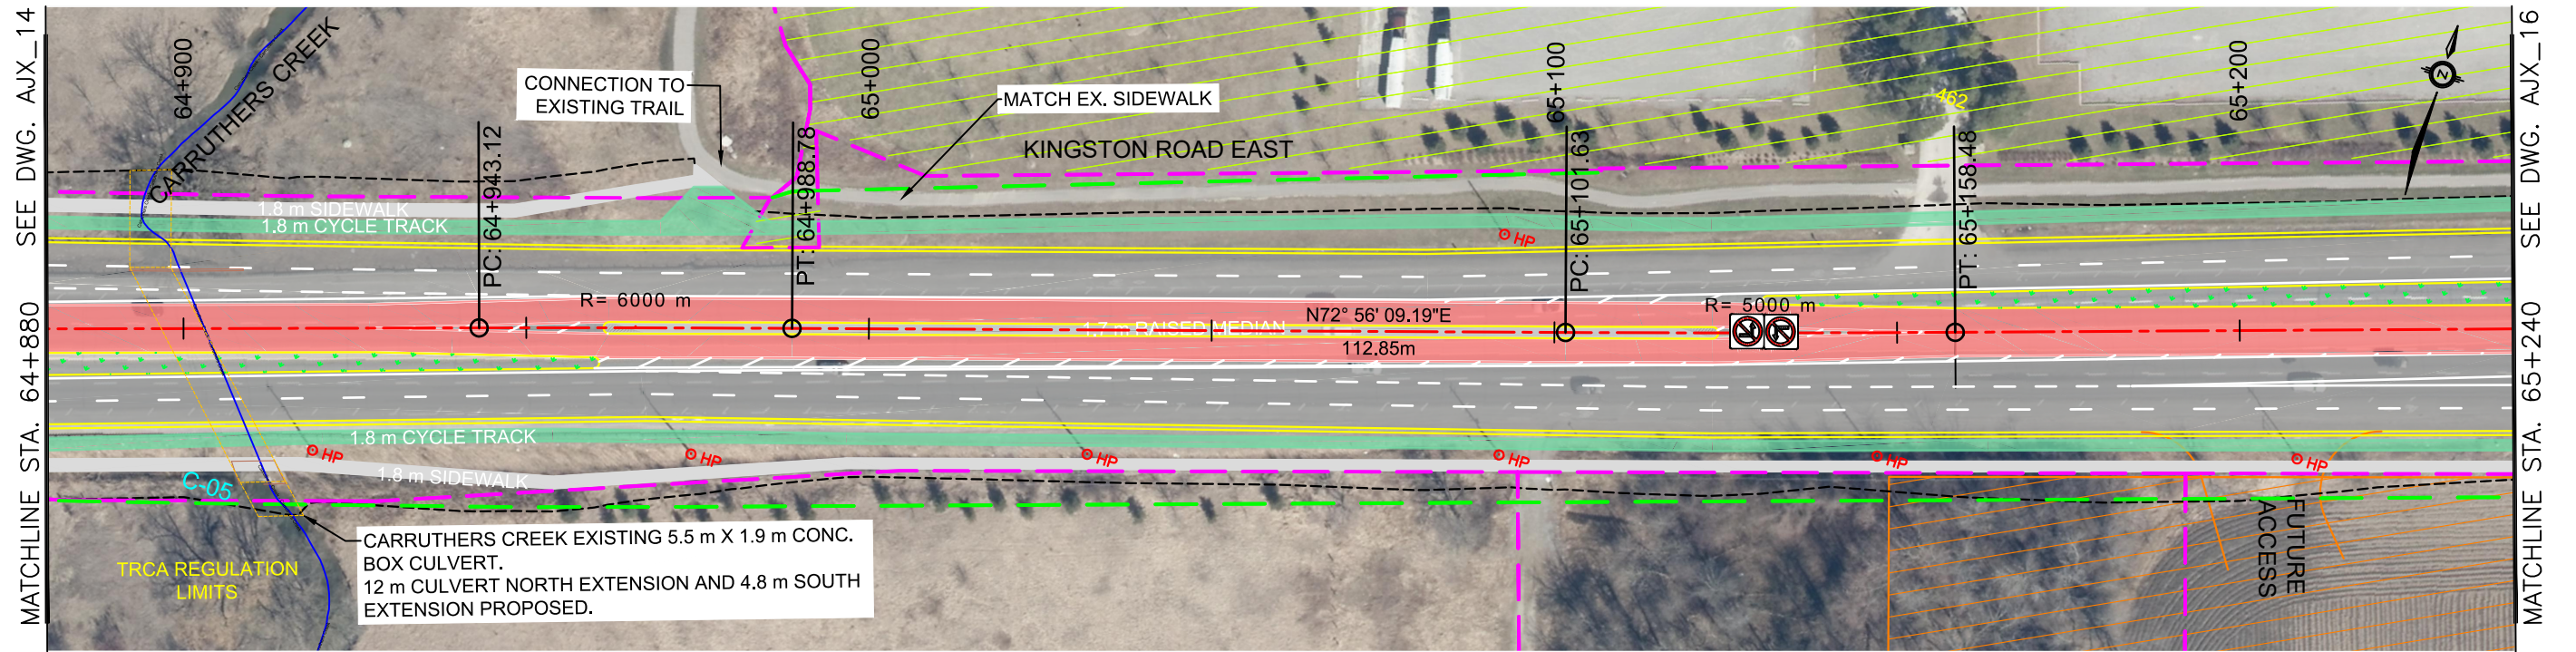 SEE DWG. AJX_14
MATCHLINE STA. 64+880
64+900
CARRUTHERS CREEK
CONNECTION TO
EXISTING TRAIL
65+000
MATCH EX. SIDEWALK
KINGSTON ROAD EAST
65+100
462
65+200
N
SEE DWG. AJX_16
MATCHLINE STA. 65+240
PC: 64+943.12
PT: 64+988.78
PC: 65+101.63
PT: 65+158.48
1.8 m SIDEWALK
1.8 m CYCLE TRACK
HP
R= 6000 m
1.7 m RAISED MEDIAN
N72° 56' 09.19"E
112.85m
R= 5000 m
1.8 m CYCLE TRACK
HP
HP
HP
HP
HP
HP
1.8 m SIDEWALK
C-05
CARRUTHERS CREEK EXISTING 5.5 m X 1.9 m CONC.
BOX CULVERT.
12 m CULVERT NORTH EXTENSION AND 4.8 m SOUTH
EXTENSION PROPOSED.
TRCA REGULATION
LIMITS
FUTURE
ACCESS